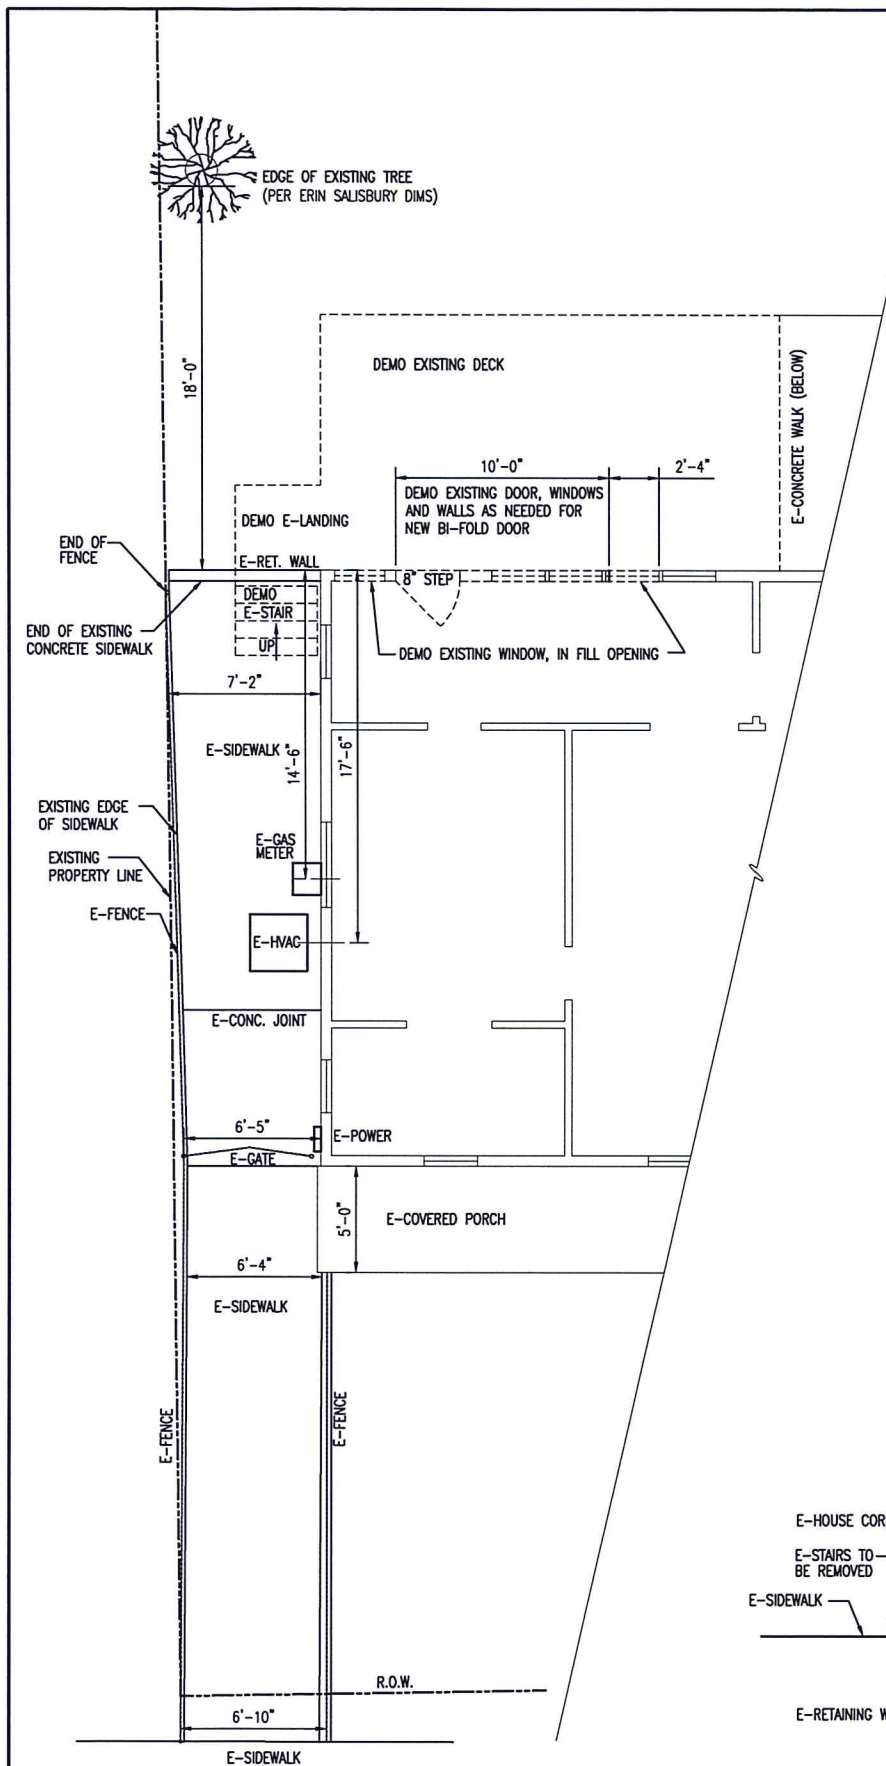 EDGE OF EXISTING TREE
(PER ERIN SALISBURY DIMS)
18'-0"
DEMO EXISTING DECK
E-CONCRETE WALK (BELOW)
10'-0"
2'-4"
DEMO EXISTING DOOR, WINDOWS
AND WALLS AS NEEDED FOR
NEW BI-FOLD DOOR
DEMO E-LANDING
END OF
FENCE
E-RET. WALL
8" STEP
DEMO
E-STAIR
UP
END OF EXISTING
CONCRETE SIDEWALK
DEMO EXISTING WINDOW, IN FILL OPENING
7'-2"
E-SIDEWALK
14'-6"
17'-6"
EXISTING EDGE
OF SIDEWALK
E-GAS
METER
EXISTING
PROPERTY LINE
E-FENCE
E-HVAC
E-CONC. JOINT
6'-5"
E-POWER
E-GATE
5'-0"
E-COVERED PORCH
6'-4"
E-SIDEWALK
E-FENCE
E-FENCE
E-HOUSE COR
E-STAIRS TO
BE REMOVED
E-SIDEWALK
R.O.W.
E-RETAINING W
6'-10"
E-SIDEWALK